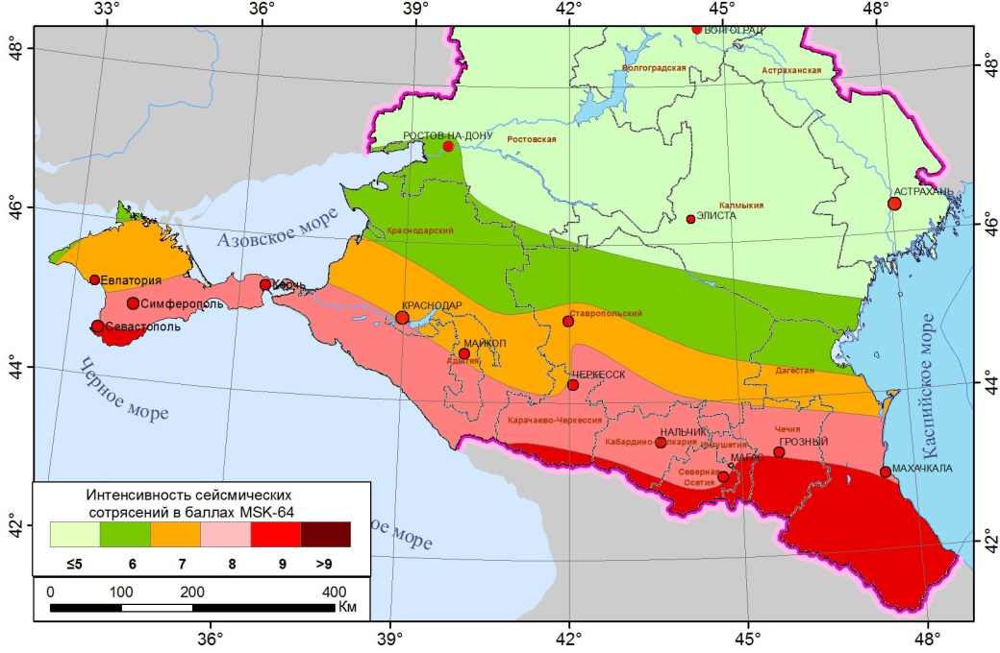 33°
36°
39°
42°
45°
48°
48°
48°
ВОЛГОГРАД
Волгоградская
Астраханская
РОСТОВ-НА-ДОНУ
Ростовская
АСТРАХАНЬ
46°
46°
Калмыкия
ЭЛИСТА
Азовское море
Краснодарский
Евпатория
Керчь
Симферополь
КРАСНОДАР
Ставропольский
Севастополь
МАЙКОП
Адыгея
44°
44°
Дагестан
ЧЕРКЕССК
Черное море
Каспийское море
Карачаево-Черкессия
Чечня
НАЛЬЧИК
Кабардино-Балкария
Ингушетия
ГРОЗНЫЙ
МАГАС
Северная
Осетия
МАХАЧКАЛА
Интенсивность сейсмических
сотрясений в баллах MSK-64
ое море
42°
42°
≤5 6 7 8 9 >9
0 100 200 400
Км
36°
39°
42°
45°
48°